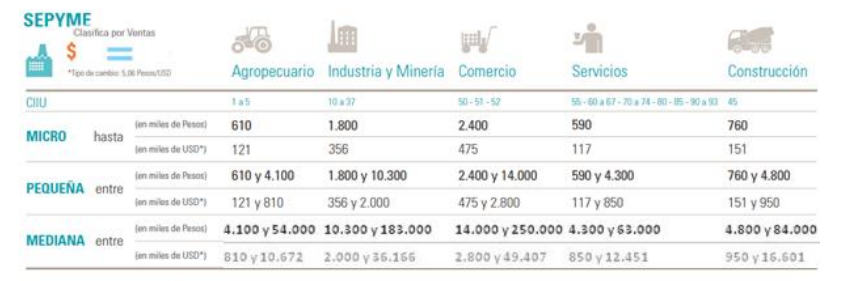 SEPYME
Clasifica por Ventas
$
*Tipo de cambio: 5,06 Pesos/USD
Agropecuario Industria y Minería Comercio Servicios Construcción
CIIU 1 a 5 10 a 37 50 - 51 - 52 55 - 60 a 67 - 70 a 74 - 80 - 85 - 90 a 93 45
MICRO hasta
(en miles de Pesos) 610 1.800 2.400 590 760
(en miles de USD*) 121 356 475 117 151
PEQUEÑA entre
(en miles de Pesos) 610 y 4.100 1.800 y 10.300 2.400 y 14.000 590 y 4.300 760 y 4.800
(en miles de USD*) 121 y 810 356 y 2.000 475 y 2.800 117 y 850 151 y 950
MEDIANA entre
(en miles de Pesos) 4.100 y 54.000 10.300 y 183.000 14.000 y 250.000 4.300 y 63.000 4.800 y 84.000
(en miles de USD*) 810 y 10.672 2.000 y 36.166 2.800 y 49.407 850 y 12.451 950 y 16.601